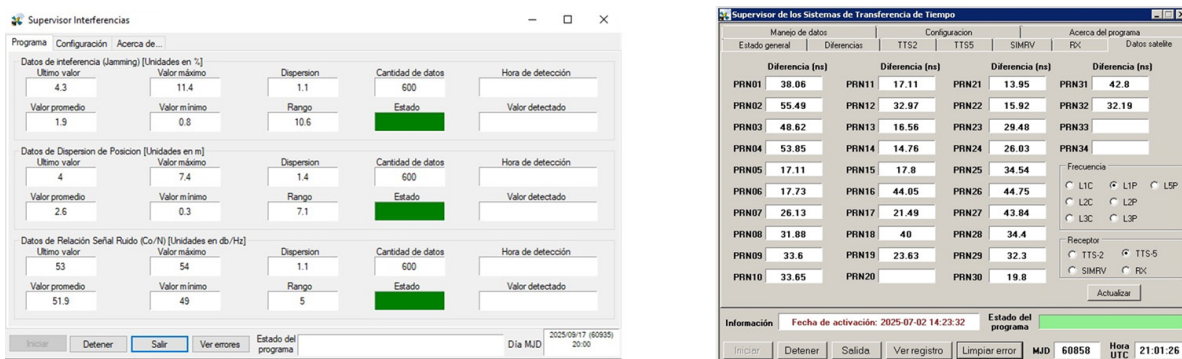 Supervisor Interferencias
Programa Configuración Acerca de...
Datos de inteferencia (Jamming) [Unidades en %]
Ultimo valor Valor máximo Dispersion Cantidad de datos Hora de detección
4.3 11.4 1.1 600
Valor promedio Valor mínimo Rango Estado Valor detectado
1.9 0.8 10.6
Datos de Dispersion de Posicion [Unidades en m]
Ultimo valor Valor máximo Dispersion Cantidad de datos Hora de detección
4 7.4 1.4 600
Valor promedio Valor mínimo Rango Estado Valor detectado
2.6 0.3 7.1
Datos de Relación Señal Ruido (Co/N) [Unidades en db/Hz]
Ultimo valor Valor máximo Dispersion Cantidad de datos Hora de detección
53 54 1.1 600
Valor promedio Valor mínimo Rango Estado Valor detectado
51.9 49 5
Iniciar Detener Salir Ver errores Estado del programa Día MJD 2025/09/17 (60935)
20:00
Supervisor de los Sistemas de Transferencia de Tiempo
Manejo de datos Configuracion Acerca del programa
Estado general Diferencias TTS2 TTS5 SIMRV RX Datos satelite
Diferencia (ns) Diferencia (ns) Diferencia (ns) Diferencia (ns)
PRN01 38.06 PRN11 17.11 PRN21 13.95 PRN31 42.8
PRN02 55.49 PRN12 32.97 PRN22 15.92 PRN32 32.19
PRN03 48.62 PRN13 16.56 PRN23 29.48 PRN33
PRN04 53.85 PRN14 14.76 PRN24 26.03 PRN34
PRN05 17.11 PRN15 17.8 PRN25 34.54
PRN06 17.73 PRN16 44.05 PRN26 44.75
PRN07 26.13 PRN17 21.49 PRN27 43.84
PRN08 31.88 PRN18 40 PRN28 34.4
PRN09 33.6 PRN19 23.63 PRN29 32.3
PRN10 33.65 PRN20 PRN30 19.8
Frecuencia
L1C L1P L5P
L2C L2P
L3C L3P
Receptor
TTS-2 TTS-5
SIMRV RX
Actualizar
Información Fecha de activación: 2025-07-02 14:23:32 Estado del programa
Iniciar Detener Salida Ver registro Limpiar error MJD 60858 Hora UTC 21:01:26